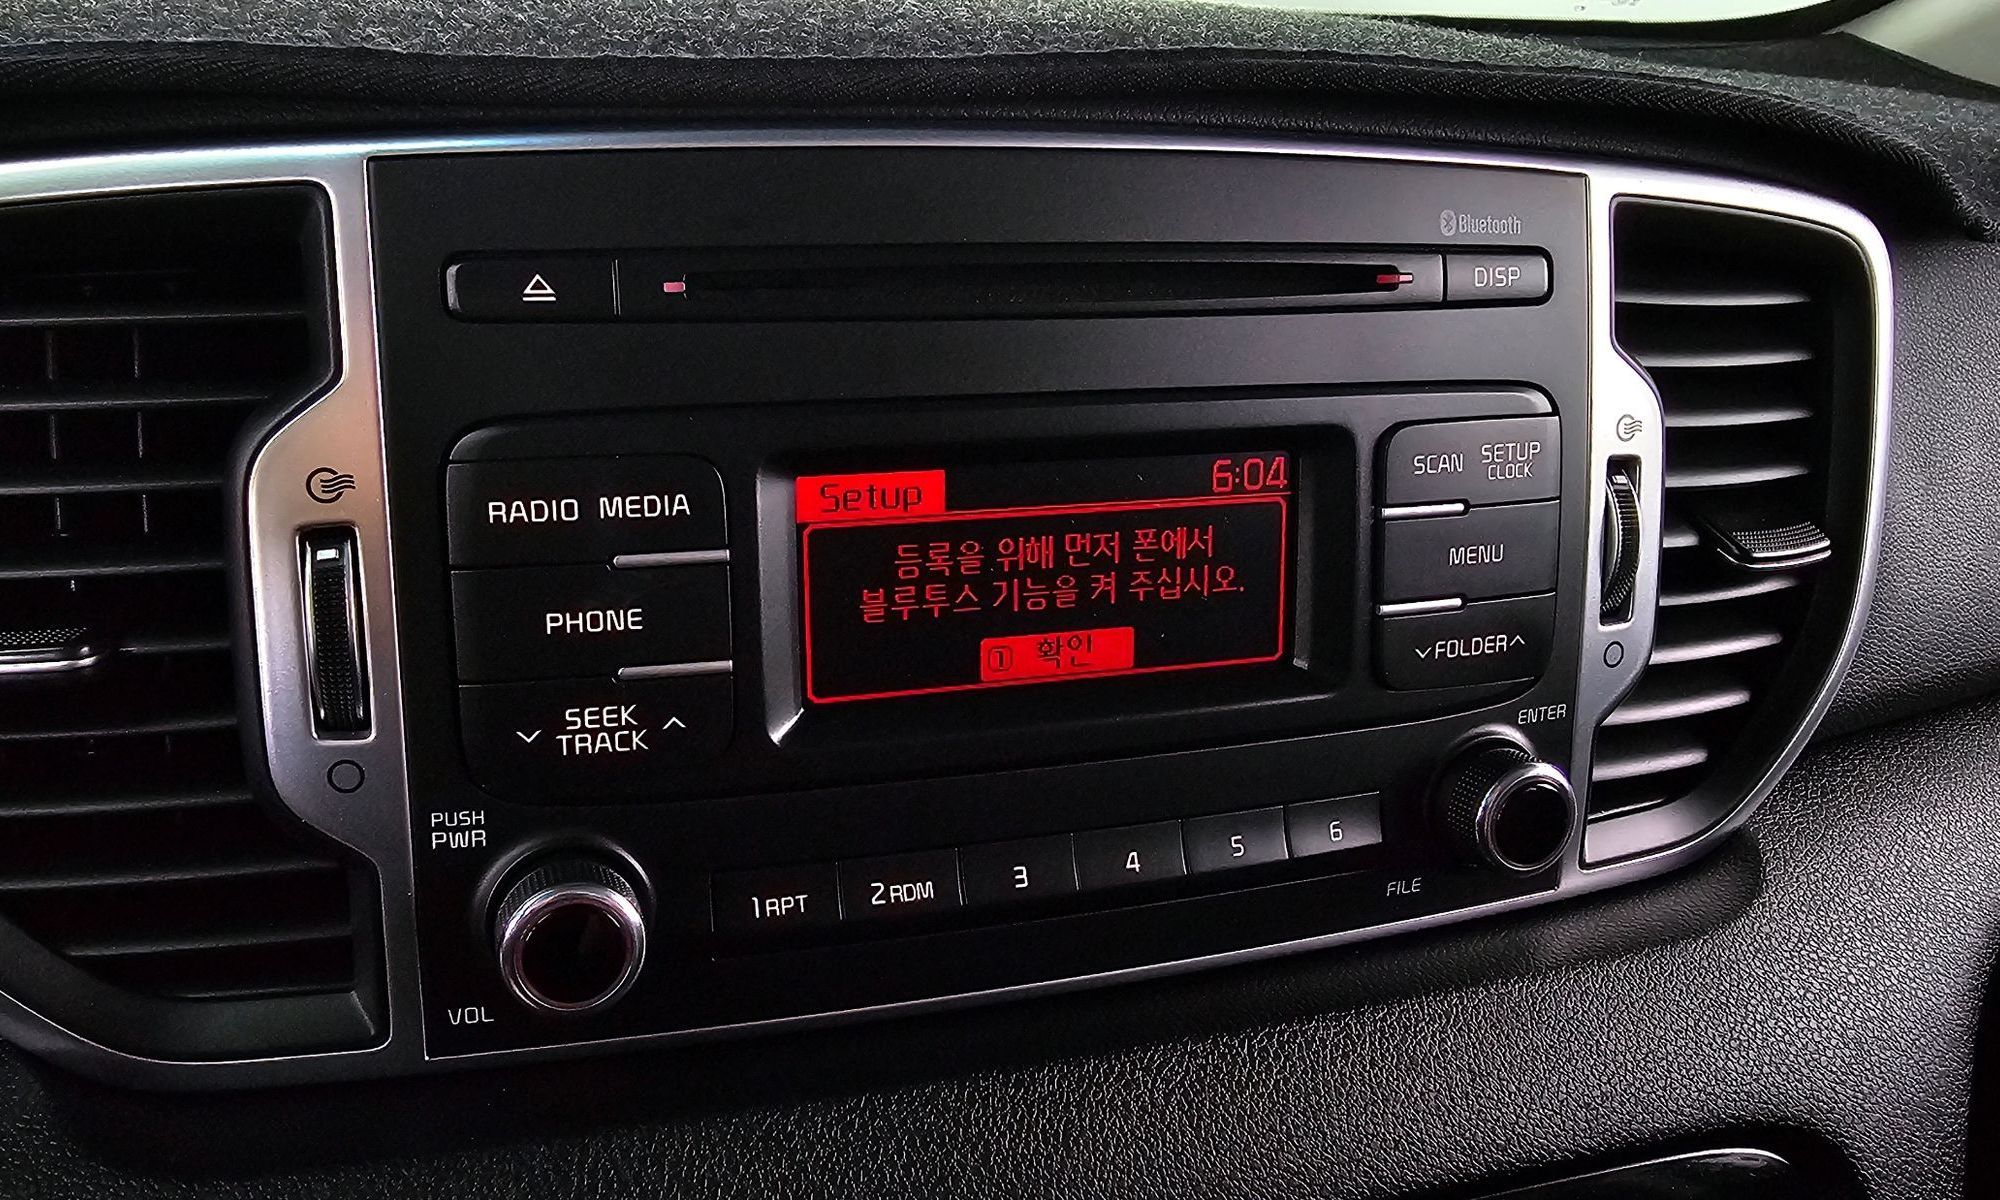 Bluetooth
DISP
RADIO MEDIA
PHONE
SEEK
TRACK
Setup
6:04
등록을 위해 먼저 폰에서
블루투스 기능을 켜 주십시오.
1 확인
SCAN
SETUP
CLOCK
MENU
FOLDER
ENTER
PUSH
PWR
VOL
1 RPT
2 RDM
3
4
5
6
FILE